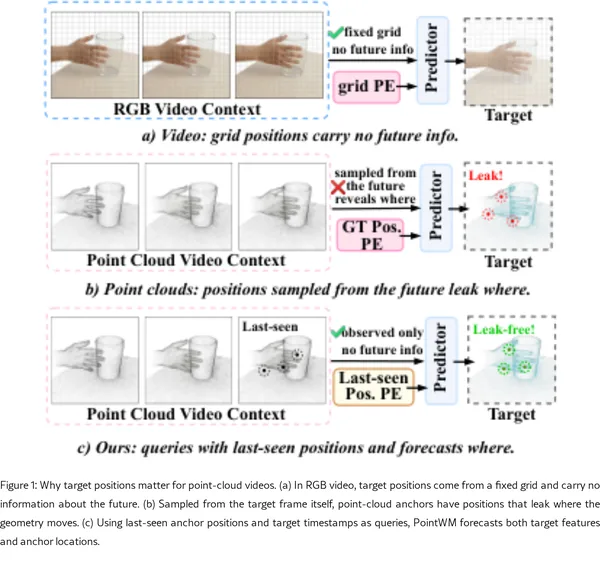 fixed grid
no future info
grid PE
Predictor
RGB Video Context
Target
a) Video: grid positions carry no future info.
sampled from
the future
reveals where
Leak!
GT Pos.
PE
Predictor
Point Cloud Video Context
Target
b) Point clouds: positions sampled from the future leak where.
Last-seen
observed only
no future info
Leak-free!
Last-seen
Pos. PE
Predictor
Point Cloud Video Context
Target
c) Ours: queries with last-seen positions and forecasts where.
Figure 1: Why target positions matter for point-cloud videos. (a) In RGB video, target positions come from a fixed grid and carry no
information about the future. (b) Sampled from the target frame itself, point-cloud anchors have positions that leak where the
geometry moves. (c) Using last-seen anchor positions and target timestamps as queries, PointWM forecasts both target features
and anchor locations.